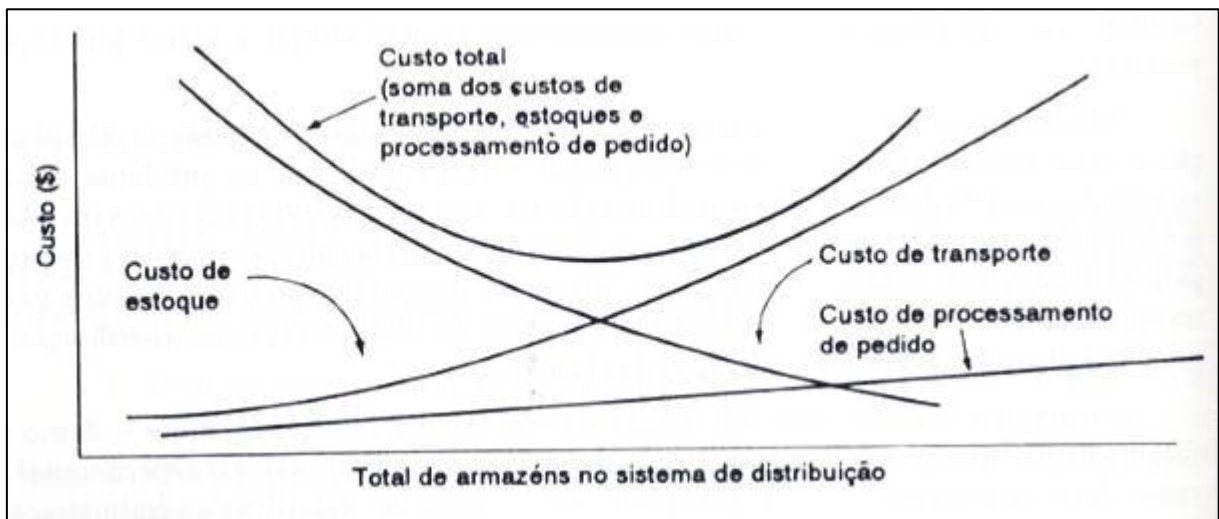 Custo total
(soma dos custos de
transporte, estoques e
processamento de pedido)
Custo ($)
Custo de
estoque
Custo de transporte
Custo de processamento
de pedido
Total de armazéns no sistema de distribuição